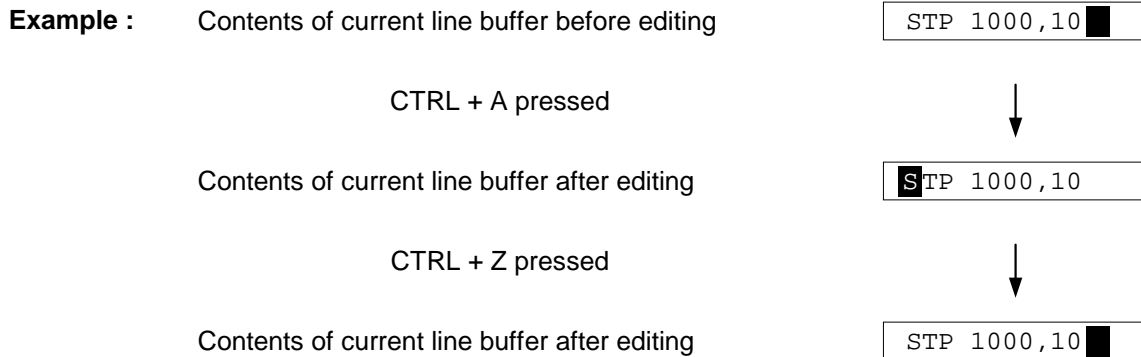 Example : Contents of current line buffer before editing STP 1000,10
CTRL + A pressed
Contents of current line buffer after editing STP 1000,10
CTRL + Z pressed
Contents of current line buffer after editing STP 1000,10